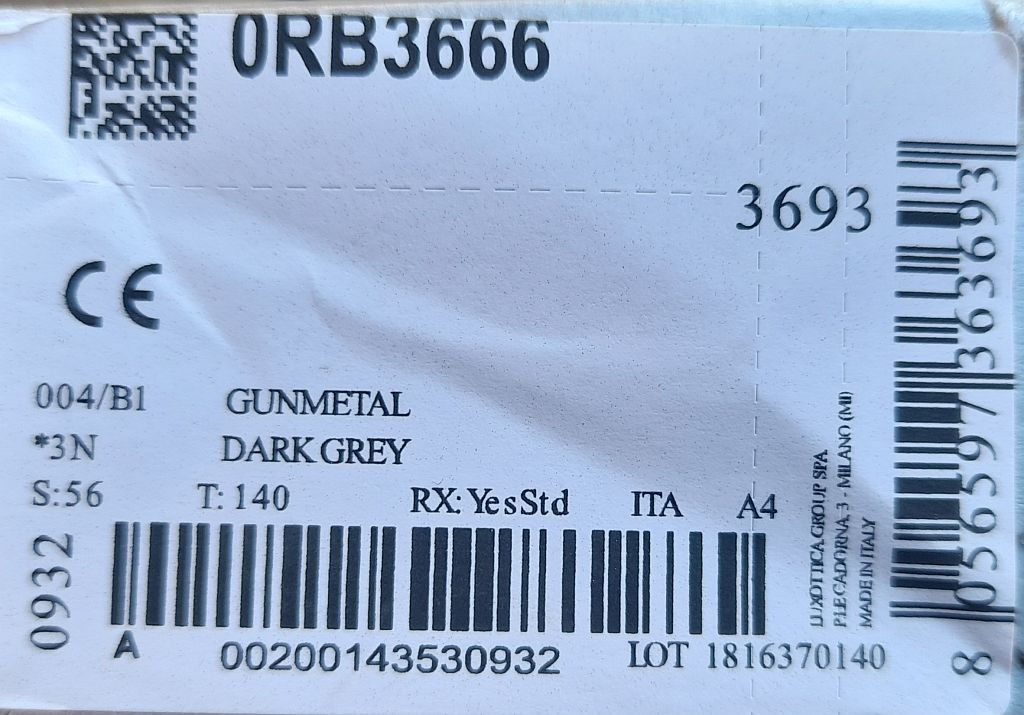 0RB3666
3693
CE
004/B1 GUNMETAL
*3N DARK GREY
S:56 T: 140 RX: YesStd ITA A4
0932
A 00200143530932 LOT 1816370140
LUXOTTICA GROUP SPA
P.LE CADORNA, 3 - MILANO (MI)
MADE IN ITALY
8 056597 363693